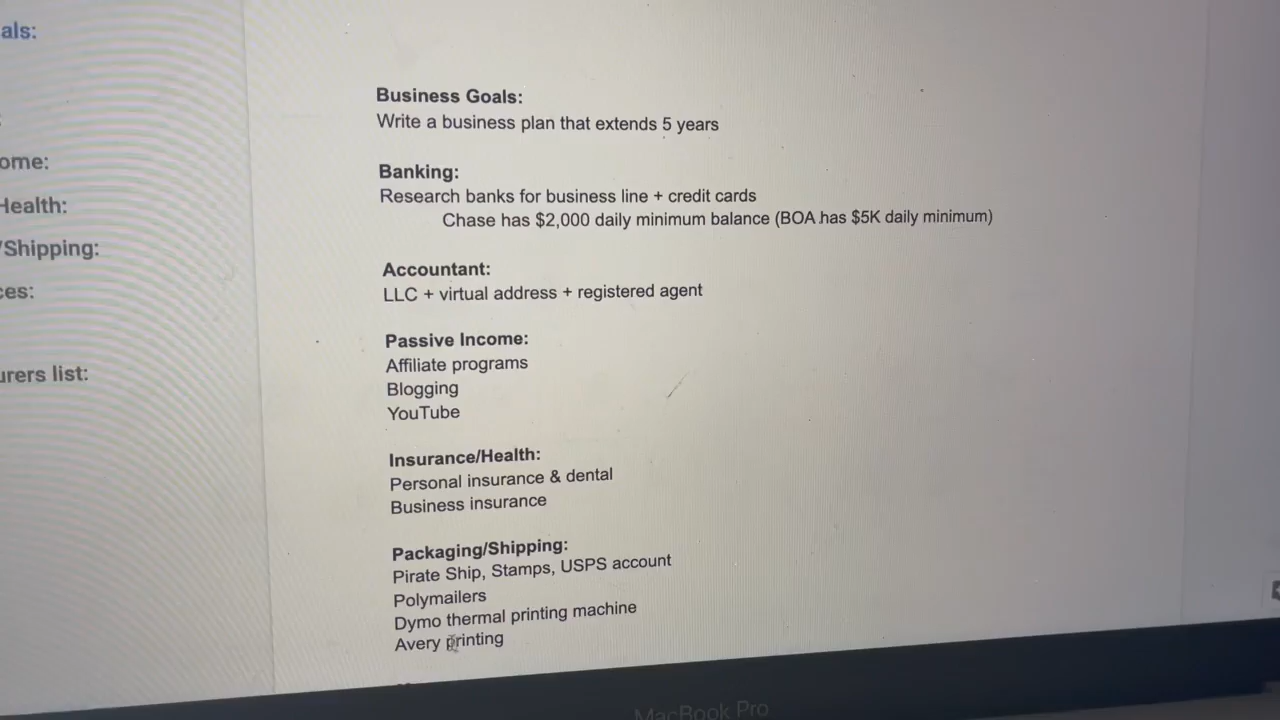 als:
:
ome:
Health:
/Shipping:
ces:
urers list:
Business Goals:
Write a business plan that extends 5 years
Banking:
Research banks for business line + credit cards
Chase has $2,000 daily minimum balance (BOA has $5K daily minimum)
Accountant:
LLC + virtual address + registered agent
Passive Income:
Affiliate programs
Blogging
YouTube
Insurance/Health:
Personal insurance & dental
Business insurance
Packaging/Shipping:
Pirate Ship, Stamps, USPS account
Polymailers
Dymo thermal printing machine
Avery printing
MacBook Pro